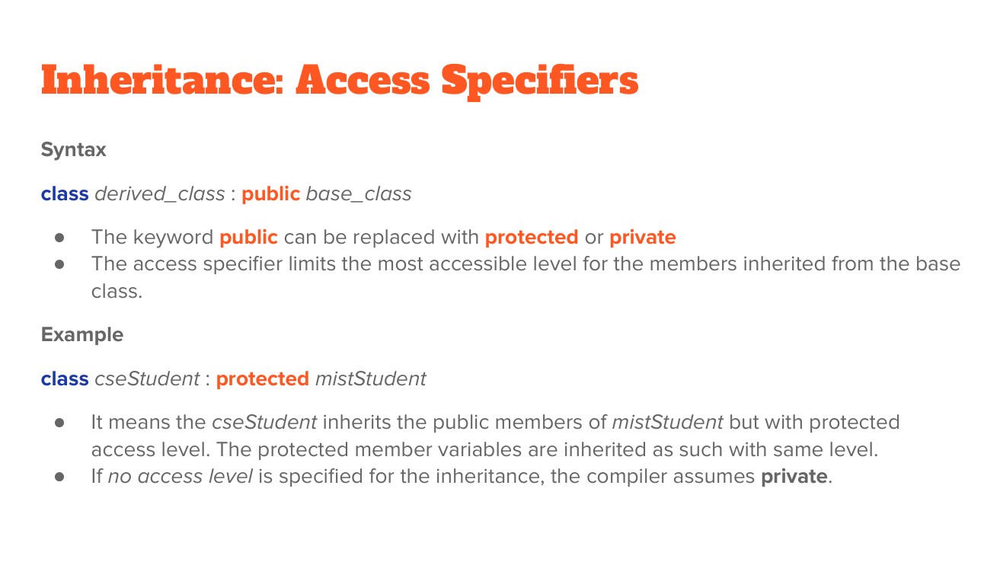 Inheritance: Access Specifiers
Syntax
class derived_class : public base_class
● The keyword public can be replaced with protected or private
● The access specifier limits the most accessible level for the members inherited from the base
class.
Example
class cseStudent : protected mistStudent
● It means the cseStudent inherits the public members of mistStudent but with protected
access level. The protected member variables are inherited as such with same level.
● If no access level is specified for the inheritance, the compiler assumes private.